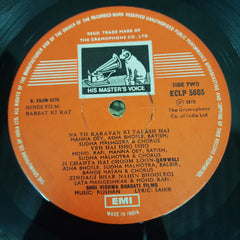 REGD. TRADE MARK OF
THE GRAMOPHONE CO. LTD.
HIS MASTER'S VOICE
HINDI FILM:
BARSAT KI RAT
SIDE TWO
ECLP 5605
The Gramophone
Co. of India Ltd
NA TO KARAVAN KI TALASH HAI
MANNA DEY, ASHA BHOSLE, BATISH,
SUDHA MALHOTRA & CHORUS
YEH HAI ISHQ ISHQ
MOHD. RAFI, MANNA DEY, BATISH,
SUDHA MALHOTRA & CHORUS
JI CHAHTA HAI CHOOM LOON-QAWWALI
ASHA BHOSLE, SUDHA MALHOTRA,
BANDE HASAN & CHORUS
ZINDAGI BHAR NAHIN BHOOLEGI
LATA MANGESHKAR & MOHD. RAFI
SHRI VISHWA BHARATI FILMS
MUSIC: ROSHAN LYRIC: SAHIR
EMI
MADE IN INDIA